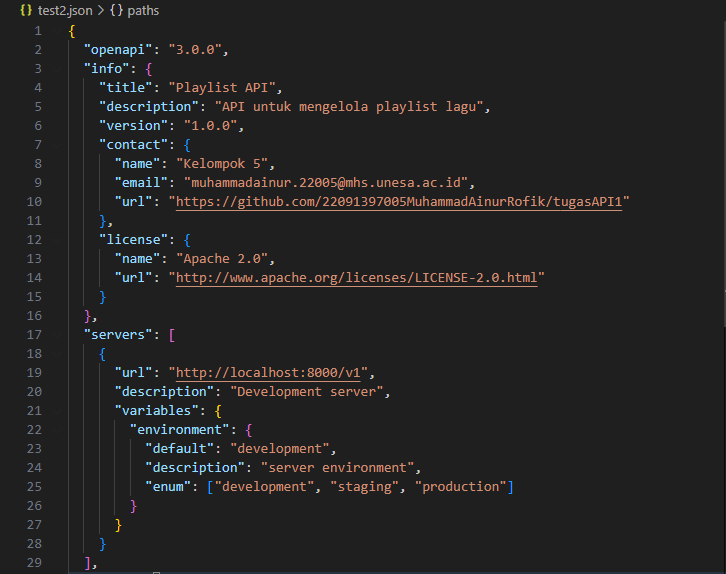 {} test2.json > {} paths
1 {
2 "openapi": "3.0.0",
3 "info": {
4 "title": "Playlist API",
5 "description": "API untuk mengelola playlist lagu",
6 "version": "1.0.0",
7 "contact": {
8 "name": "Kelompok 5",
9 "email": "muhammadainur.22005@mhs.unesa.ac.id",
10 "url": "https://github.com/22091397005MuhammadAinurRofik/tugasAPI1"
11 },
12 "license": {
13 "name": "Apache 2.0",
14 "url": "http://www.apache.org/licenses/LICENSE-2.0.html"
15 }
16 },
17 "servers": [
18 {
19 "url": "http://localhost:8000/v1",
20 "description": "Development server",
21 "variables": {
22 "environment": {
23 "default": "development",
24 "description": "server environment",
25 "enum": ["development", "staging", "production"]
26 }
27 }
28 }
29 ],